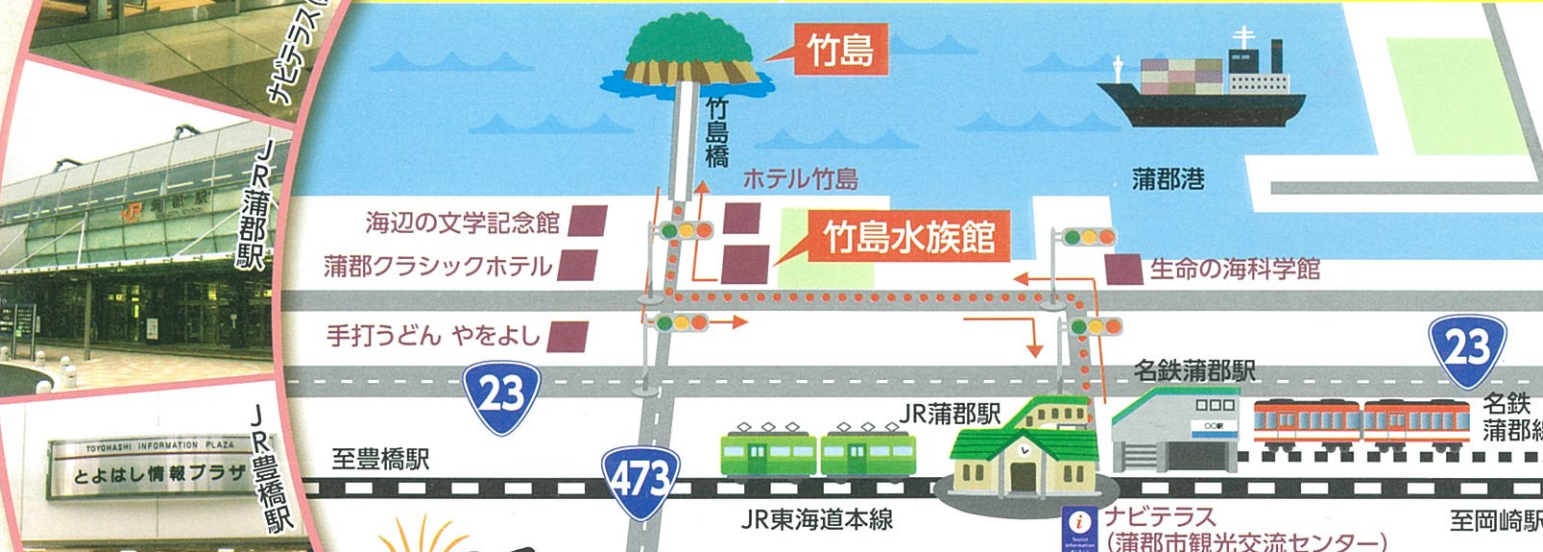 ナビテラス(
JR蒲郡駅
TOYOHASHI INFORMATION PLAZA
とよはし情報プラザ
JR豊橋駅
竹島
竹島橋
ホテル竹島
蒲郡港
海辺の文学記念館
竹島水族館
蒲郡クラシックホテル
生命の海科学館
手打うどん やをよし
23
23
名鉄蒲郡駅
JR蒲郡駅
名鉄
蒲郡線
至豊橋駅
473
JR東海道本線
i
ナビテラス
(蒲郡市観光交流センター)
至岡崎駅